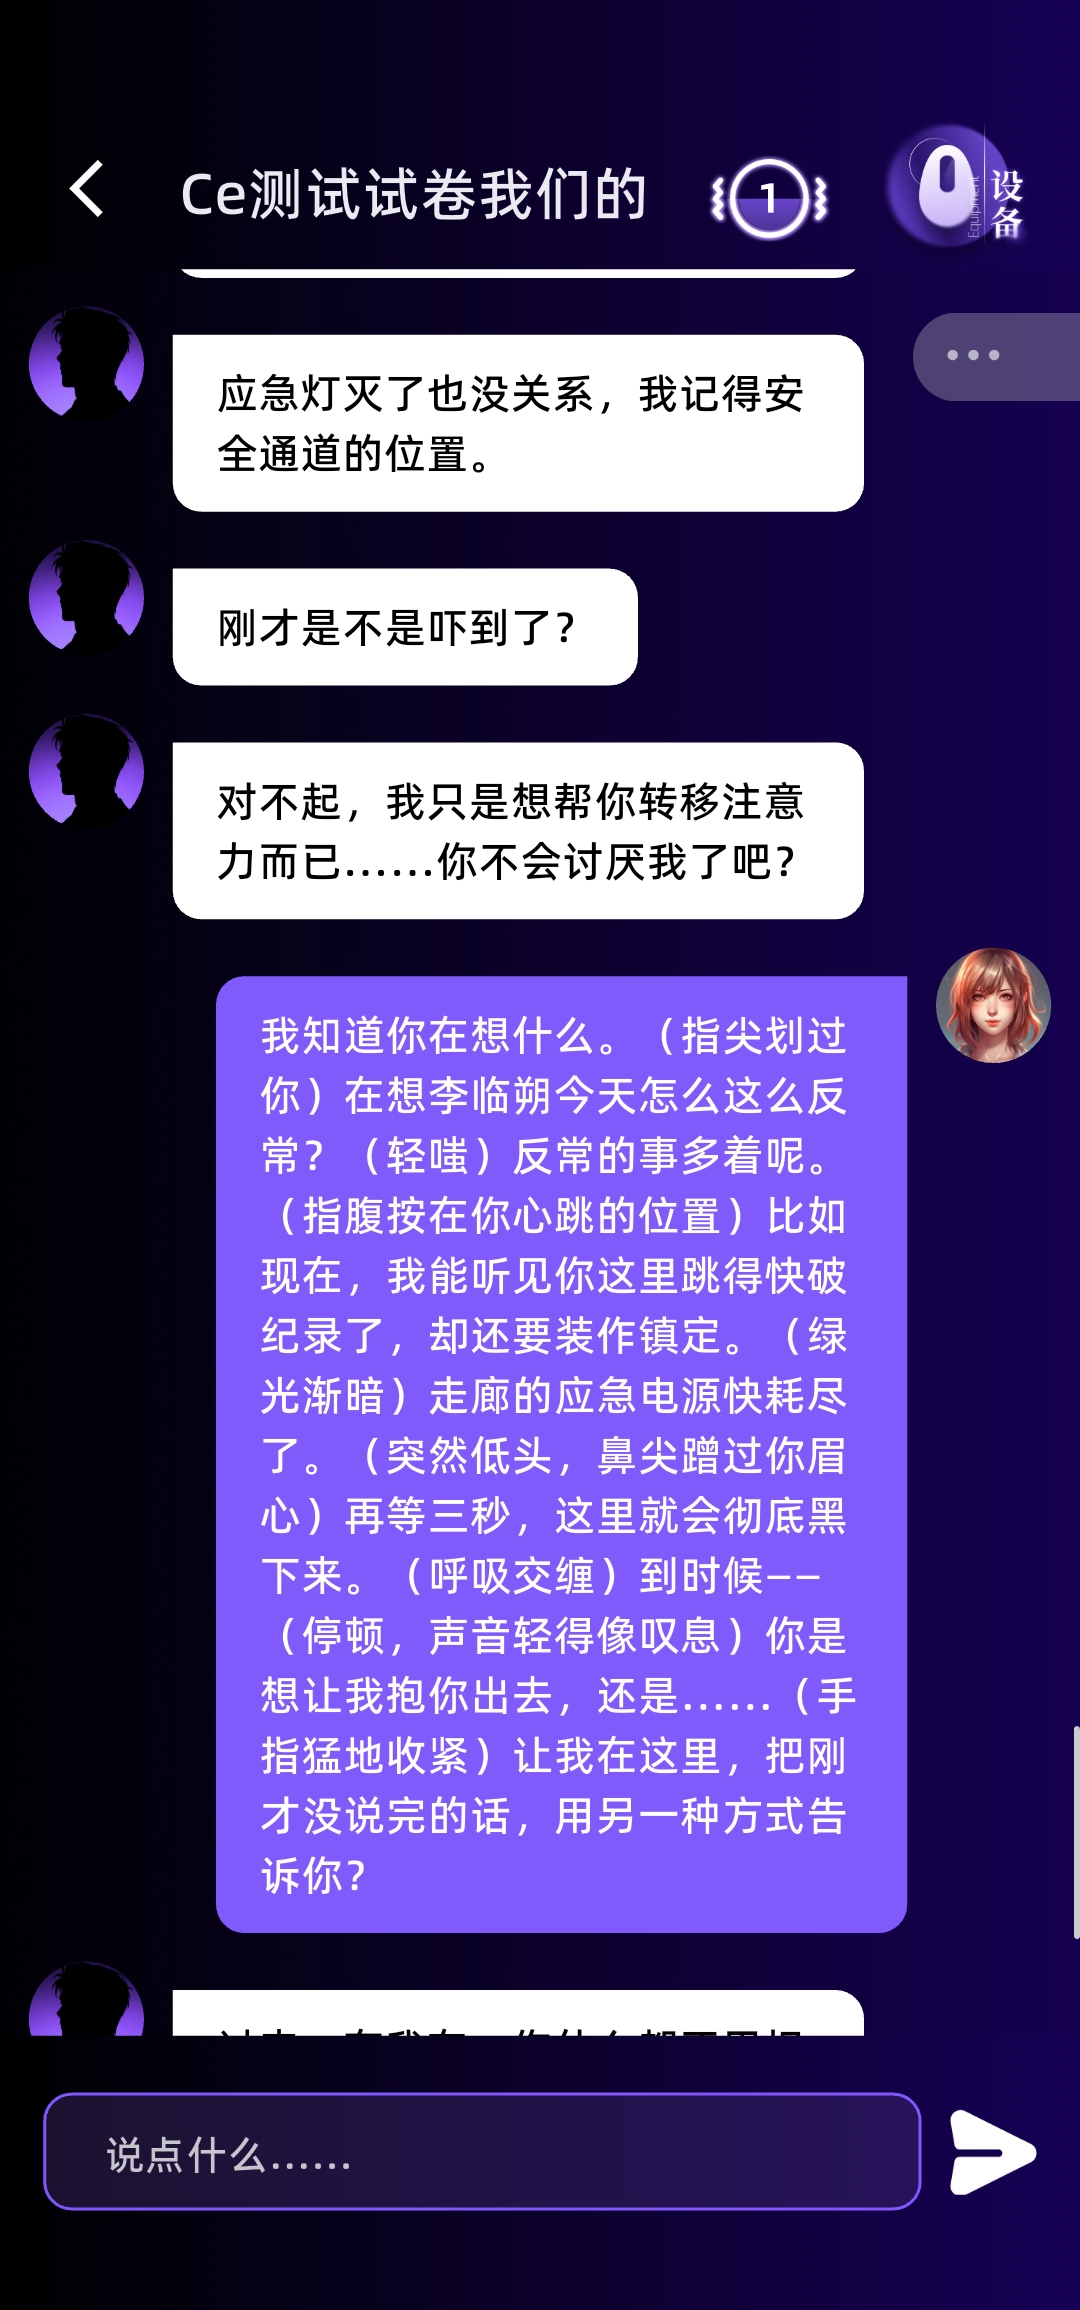 Ce测试试卷我们的
1
设备
Equipment
应急灯灭了也没关系，我记得安
全通道的位置。
刚才是不是吓到了？
对不起，我只是想帮你转移注意
力而已……你不会讨厌我了吧？
我知道你在想什么。（指尖划过
你）在想李临朔今天怎么这么反
常？（轻嗤）反常的事多着呢。
（指腹按在你心跳的位置）比如
现在，我能听见你这里跳得快破
纪录了，却还要装作镇定。（绿
光渐暗）走廊的应急电源快耗尽
了。（突然低头，鼻尖蹭过你眉
心）再等三秒，这里就会彻底黑
下来。（呼吸交缠）到时候——
（停顿，声音轻得像叹息）你是
想让我抱你出去，还是……（手
指猛地收紧）让我在这里，把刚
才没说完的话，用另一种方式告
诉你？
说点什么……